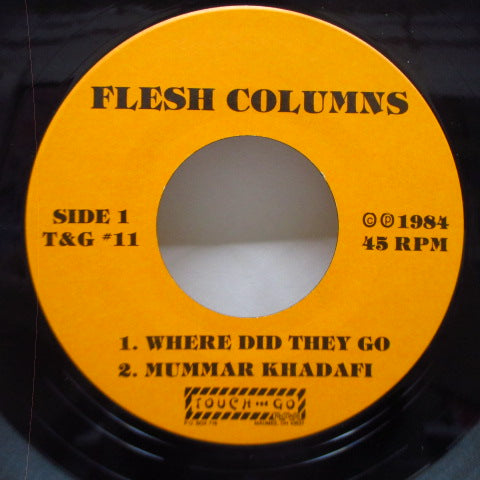 FLESH COLUMNS
SIDE 1
T&G #11
© ℗ 1984
45 RPM
1. WHERE DID THEY GO
2. MUMMAR KHADAFI
TOUCH AND GO
P.O. BOX